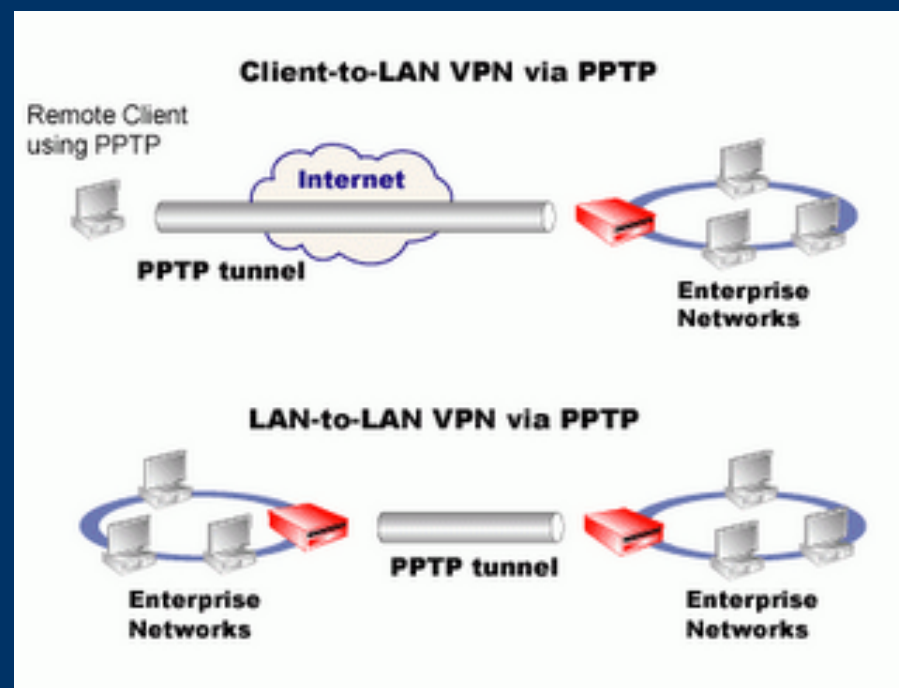 Client-to-LAN VPN via PPTP
Remote Client
using PPTP
Internet
PPTP tunnel
Enterprise
Networks
LAN-to-LAN VPN via PPTP
PPTP tunnel
Enterprise
Networks
Enterprise
Networks